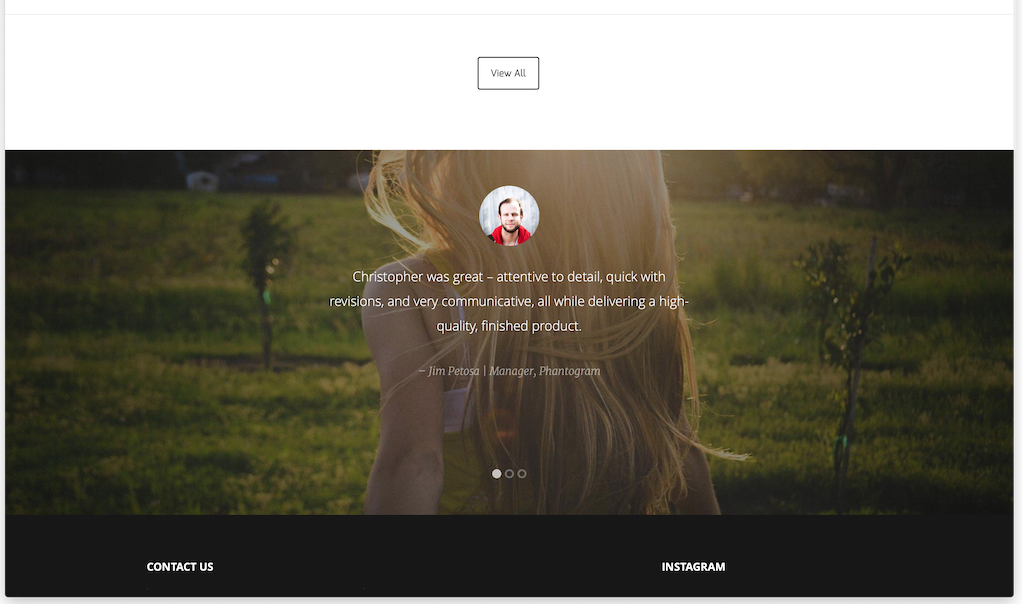 View All
Christopher was great – attentive to detail, quick with
revisions, and very communicative, all while delivering a high-
quality, finished product.
– Jim Petosa | Manager, Phantogram
CONTACT US
INSTAGRAM